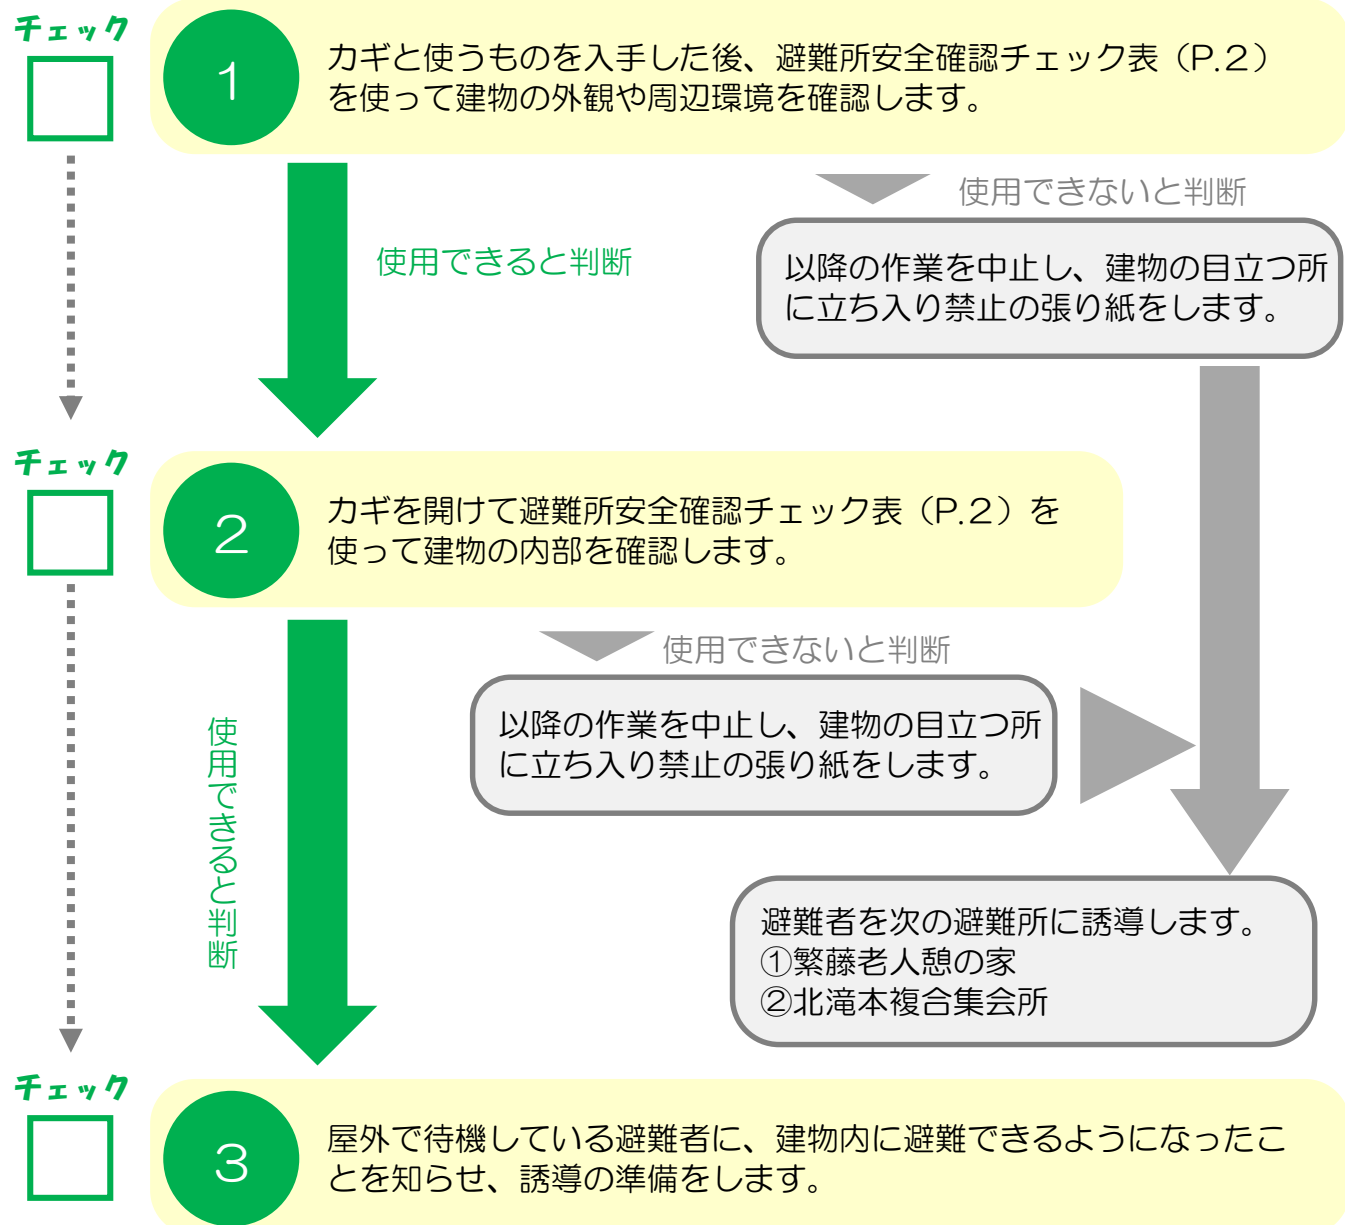 チェック
1
カギと使うものを入手した後、避難所安全確認チェック表（P.2）
を使って建物の外観や周辺環境を確認します。
使用できると判断
使用できないと判断
以降の作業を中止し、建物の目立つ所
に立ち入り禁止の張り紙をします。
チェック
2
カギを開けて避難所安全確認チェック表（P.2）を
使って建物の内部を確認します。
使用できると判断
使用できないと判断
以降の作業を中止し、建物の目立つ所
に立ち入り禁止の張り紙をします。
避難者を次の避難所に誘導します。
①繁藤老人憩の家
②北滝本複合集会所
チェック
3
屋外で待機している避難者に、建物内に避難できるようになったこ
とを知らせ、誘導の準備をします。